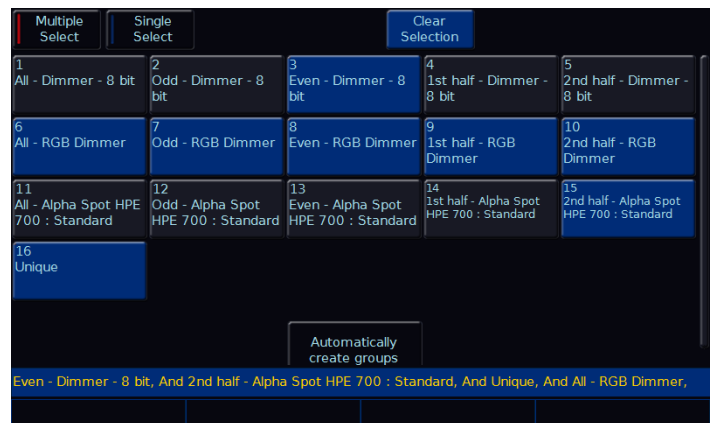 Multiple
Select
Single
Select
Clear
Selection
1
All - Dimmer - 8 bit
2
Odd - Dimmer - 8
bit
3
Even - Dimmer - 8
bit
4
1st half - Dimmer -
8 bit
5
2nd half - Dimmer -
8 bit
6
All - RGB Dimmer
7
Odd - RGB Dimmer
8
Even - RGB Dimmer
9
1st half - RGB
Dimmer
10
2nd half - RGB
Dimmer
11
All - Alpha Spot HPE
700 : Standard
12
Odd - Alpha Spot
HPE 700 : Standard
13
Even - Alpha Spot
HPE 700 : Standard
14
1st half - Alpha Spot
HPE 700 : Standard
15
2nd half - Alpha Spot
HPE 700 : Standard
16
Unique
Automatically
create groups
Even - Dimmer - 8 bit, And 2nd half - Alpha Spot HPE 700 : Standard, And Unique, And All - RGB Dimmer,